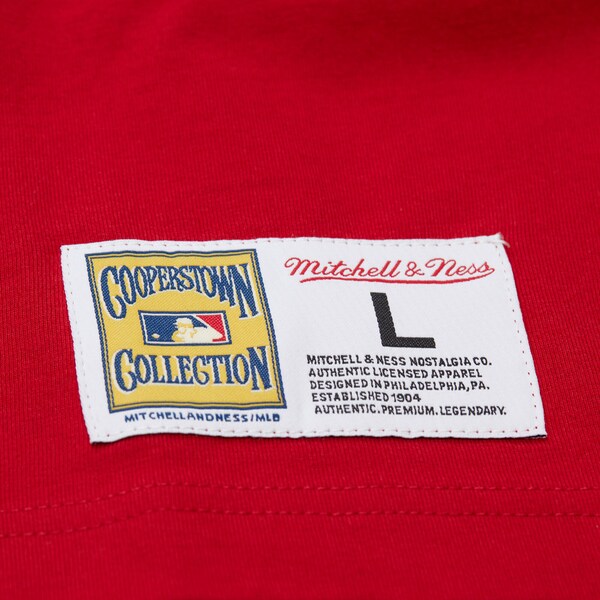 COOPERSTOWN
COLLECTION
MITCHELLANDNESS/MLB
Mitchell & Ness
L
MITCHELL & NESS NOSTALGIA CO.
AUTHENTIC LICENSED APPAREL
DESIGNED IN PHILADELPHIA, PA.
ESTABLISHED 1904
AUTHENTIC. PREMIUM. LEGENDARY.